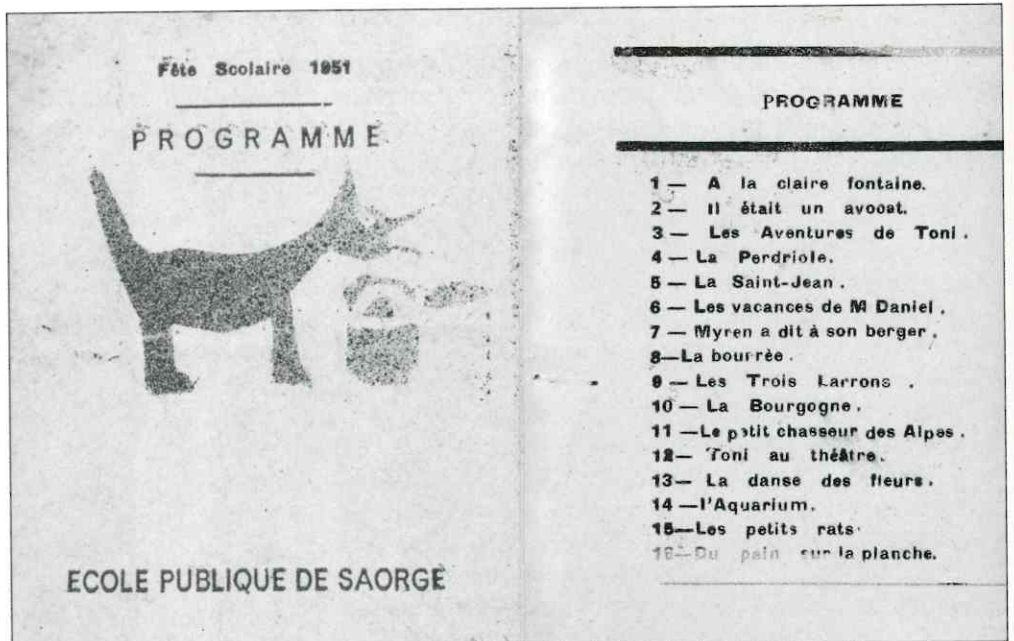 Fête Scolaire 1951
PROGRAMME
ECOLE PUBLIQUE DE SAORGE
PROGRAMME
1 — A la claire fontaine.
2 — Il était un avocat.
3 — Les Aventures de Toni.
4 — La Perdriole.
5 — La Saint-Jean.
6 — Les vacances de M Daniel.
7 — Myren a dit à son berger.
8—La bourrèe.
9 — Les Trois Larrons.
10 — La Bourgogne.
11 —Le petit chasseur des Alpes.
12— Toni au théâtre.
13— La danse des fleurs.
14 —l'Aquarium.
15—Les petits rats
16—Du pain sur la planche.